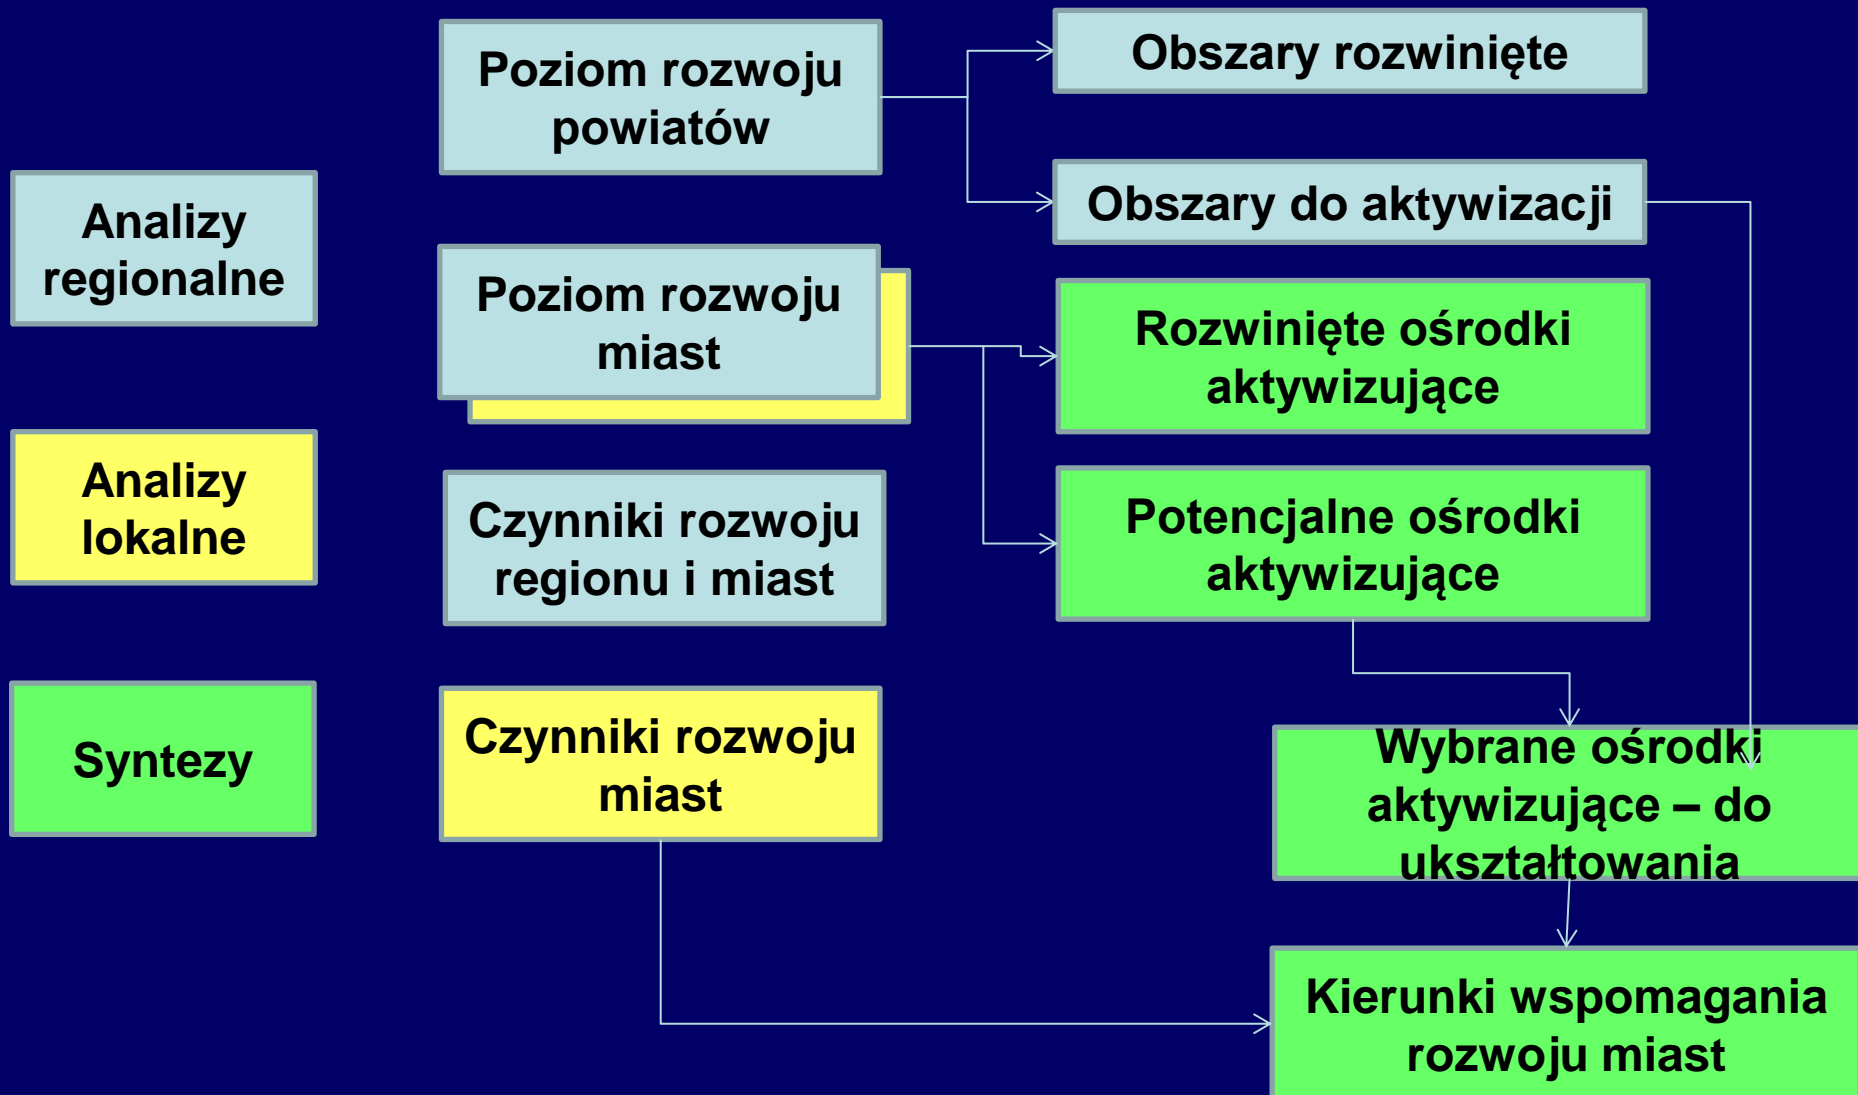 Analizy
regionalne
Analizy
lokalne
Syntezy
Poziom rozwoju
powiatów
Poziom rozwoju
miast
Czynniki rozwoju
regionu i miast
Czynniki rozwoju
miast
Obszary rozwinięte
Obszary do aktywizacji
Rozwinięte ośrodki
aktywizujące
Potencjalne ośrodki
aktywizujące
Wybrane ośrodki
aktywizujące – do
ukształtowania
Kierunki wspomagania
rozwoju miast